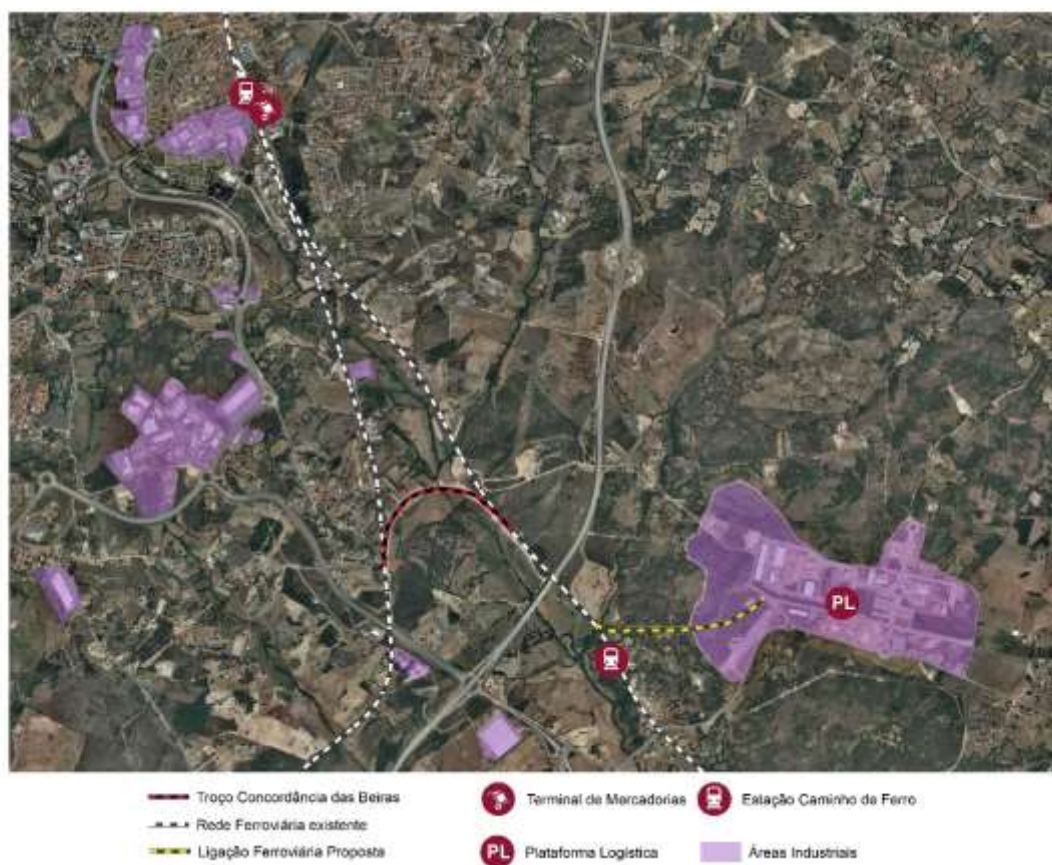 PL
Troço Concordância das Beiras
Rede Ferroviária existente
Ligação Ferroviária Proposta
Terminal de Mercadorias
PL Plataforma Logística
Estação Caminho de Ferro
Áreas Industriais